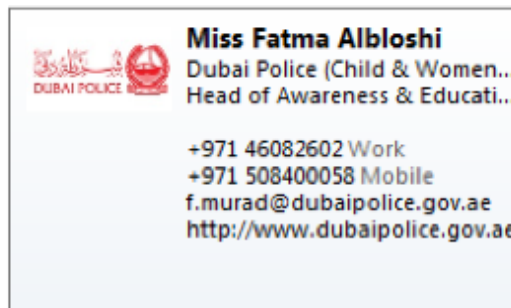 Miss Fatma Albloshi
DUBAI POLICE
Dubai Police (Child & Women...
Head of Awareness & Educati...
+971 46082602 Work
+971 508400058 Mobile
f.murad@dubaipolice.gov.ae
http://www.dubaipolice.gov.ae